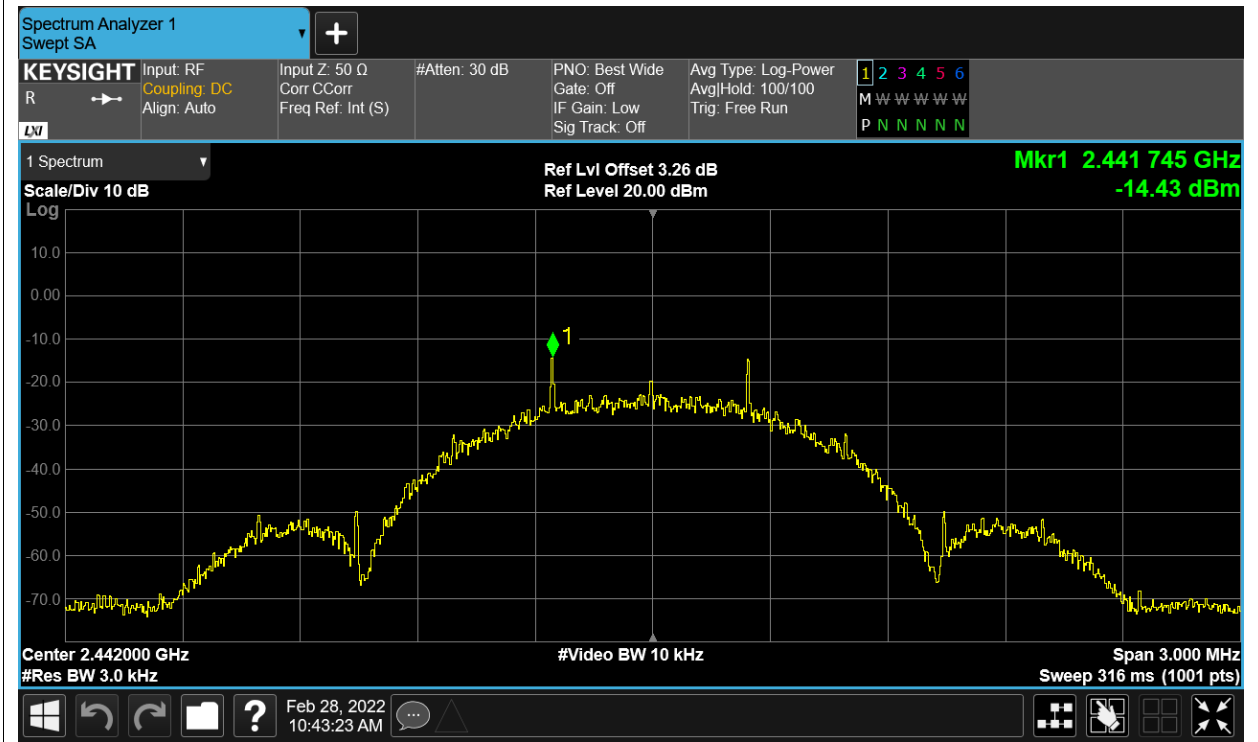 Spectrum Analyzer 1
Swept SA
+
KEYSIGHT
R
LXI
Input: RF
Coupling: DC
Align: Auto
Input Z: 50 Ω
Corr CCorr
Freq Ref: Int (S)
#Atten: 30 dB
PNO: Best Wide
Gate: Off
IF Gain: Low
Sig Track: Off
Avg Type: Log-Power
Avg|Hold: 100/100
Trig: Free Run
1 2 3 4 5 6
M W W W W W
P N N N N N
1 Spectrum
Scale/Div 10 dB
Log
Ref Lvl Offset 3.26 dB
Ref Level 20.00 dBm
Mkr1 2.441 745 GHz
-14.43 dBm
10.0
0.00
-10.0
-20.0
-30.0
-40.0
-50.0
-60.0
-70.0
1
Center 2.442000 GHz
#Res BW 3.0 kHz
#Video BW 10 kHz
Span 3.000 MHz
Sweep 316 ms (1001 pts)
?
Feb 28, 2022
10:43:23 AM